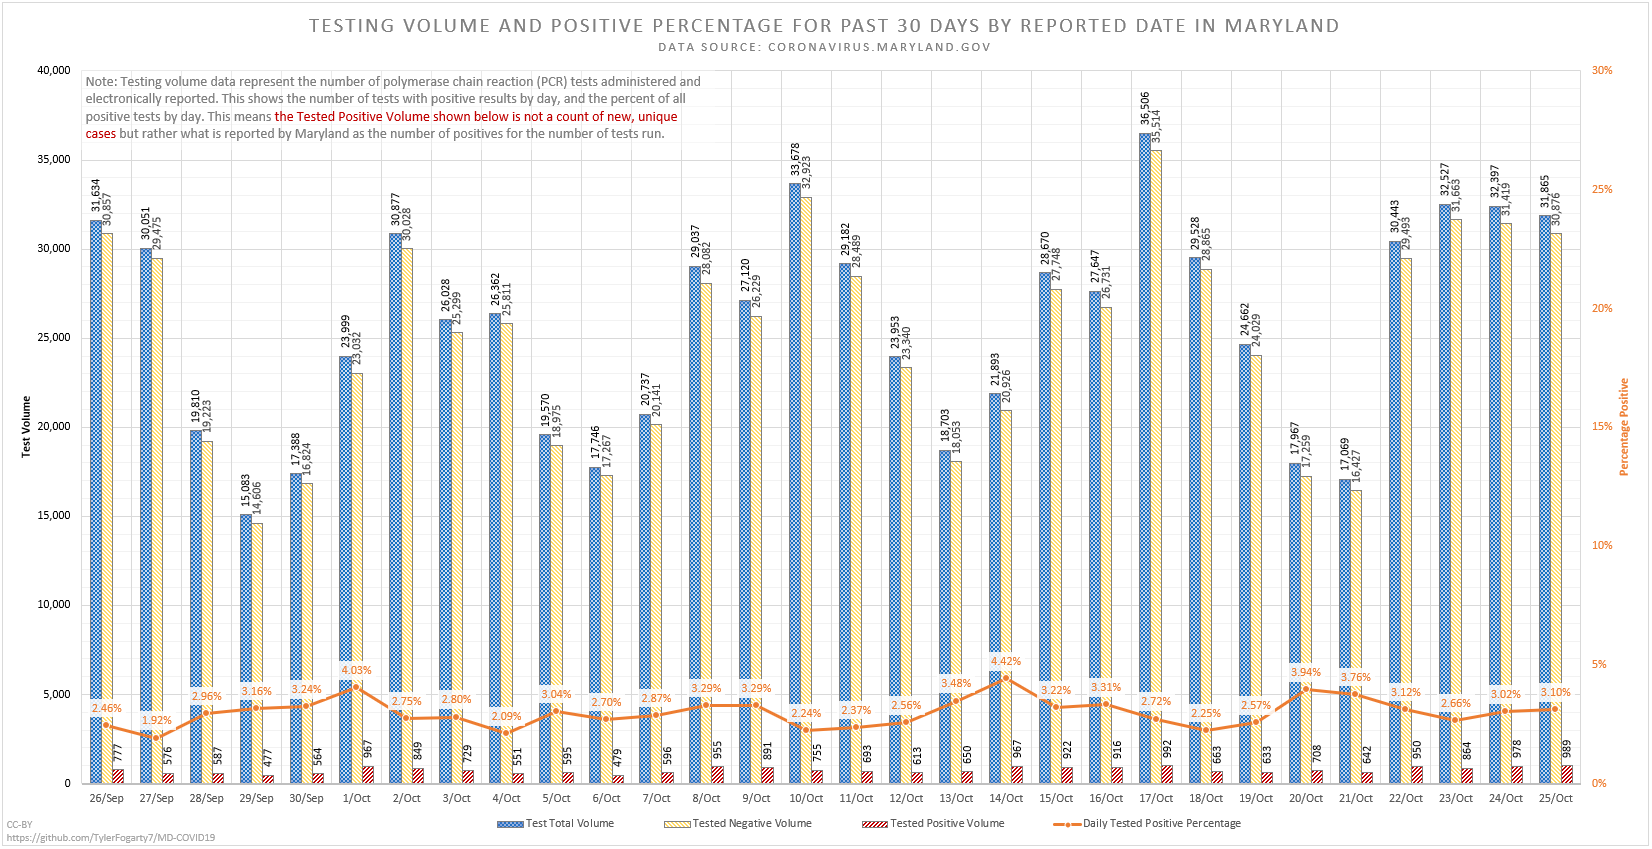 TESTING VOLUME AND POSITIVE PERCENTAGE FOR PAST 30 DAYS BY REPORTED DATE IN MARYLAND
DATA SOURCE: CORONAVIRUS.MARYLAND.GOV
Note: Testing volume data represent the number of polymerase chain reaction (PCR) tests administered and
electronically reported. This shows the number of tests with positive results by day, and the percent of all
positive tests by day. This means the Tested Positive Volume shown below is not a count of new, unique
cases but rather what is reported by Maryland as the number of positives for the number of tests run.
Test Volume
40,000
35,000
30,000
25,000
20,000
15,000
10,000
5,000
0
Percentage Positive
30%
25%
20%
15%
10%
5%
0%
31,634 30,857 2.46% 777 26/Sep
30,051 29,475 1.92% 576 27/Sep
19,810 19,223 2.96% 587 28/Sep
15,083 14,606 3.16% 477 29/Sep
17,388 16,824 3.24% 564 30/Sep
23,999 23,032 4.03% 967 1/Oct
30,877 30,028 2.75% 849 2/Oct
26,028 25,299 2.80% 729 3/Oct
26,362 25,811 2.09% 551 4/Oct
19,570 18,975 3.04% 595 5/Oct
17,746 17,267 2.70% 479 6/Oct
20,737 20,141 2.87% 596 7/Oct
29,037 28,082 3.29% 955 8/Oct
27,120 26,229 3.29% 891 9/Oct
33,678 32,923 2.24% 755 10/Oct
29,182 28,489 2.37% 693 11/Oct
23,953 23,340 2.56% 613 12/Oct
18,703 18,053 3.48% 650 13/Oct
21,893 20,926 4.42% 967 14/Oct
28,670 27,748 3.22% 922 15/Oct
27,647 26,731 3.31% 916 16/Oct
36,506 35,514 2.72% 992 17/Oct
29,528 28,865 2.25% 663 18/Oct
24,662 24,029 2.57% 633 19/Oct
17,967 17,259 3.94% 708 20/Oct
17,069 16,427 3.76% 642 21/Oct
30,443 29,493 3.12% 950 22/Oct
32,527 31,663 2.66% 864 23/Oct
32,397 31,419 3.02% 978 24/Oct
31,865 30,876 3.10% 989 25/Oct
Test Total Volume
Tested Negative Volume
Tested Positive Volume
Daily Tested Positive Percentage
CC-BY
https://github.com/TylerFogarty7/MD-COVID19